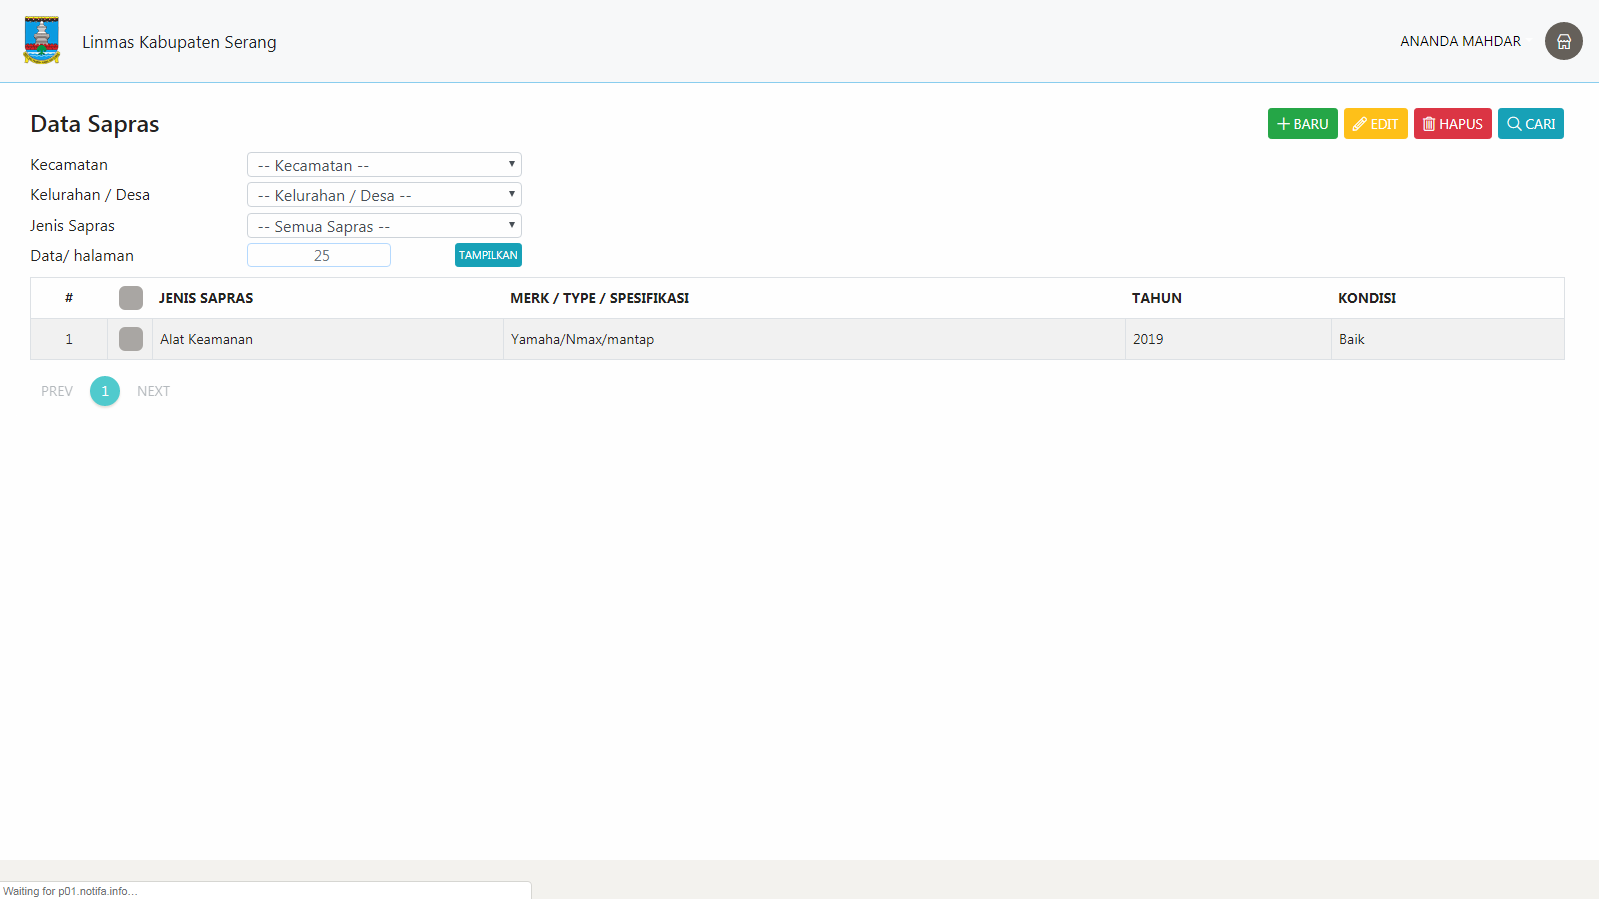 Linmas Kabupaten Serang
ANANDA MAHDAR
Data Sapras
BARU EDIT HAPUS CARI
Kecamatan -- Kecamatan --
Kelurahan / Desa -- Kelurahan / Desa --
Jenis Sapras -- Semua Sapras --
Data/ halaman 25 TAMPILKAN
# JENIS SAPRAS MERK / TYPE / SPESIFIKASI TAHUN KONDISI
1 Alat Keamanan Yamaha/Nmax/mantap 2019 Baik
PREV 1 NEXT
Waiting for p01.notifa.info...